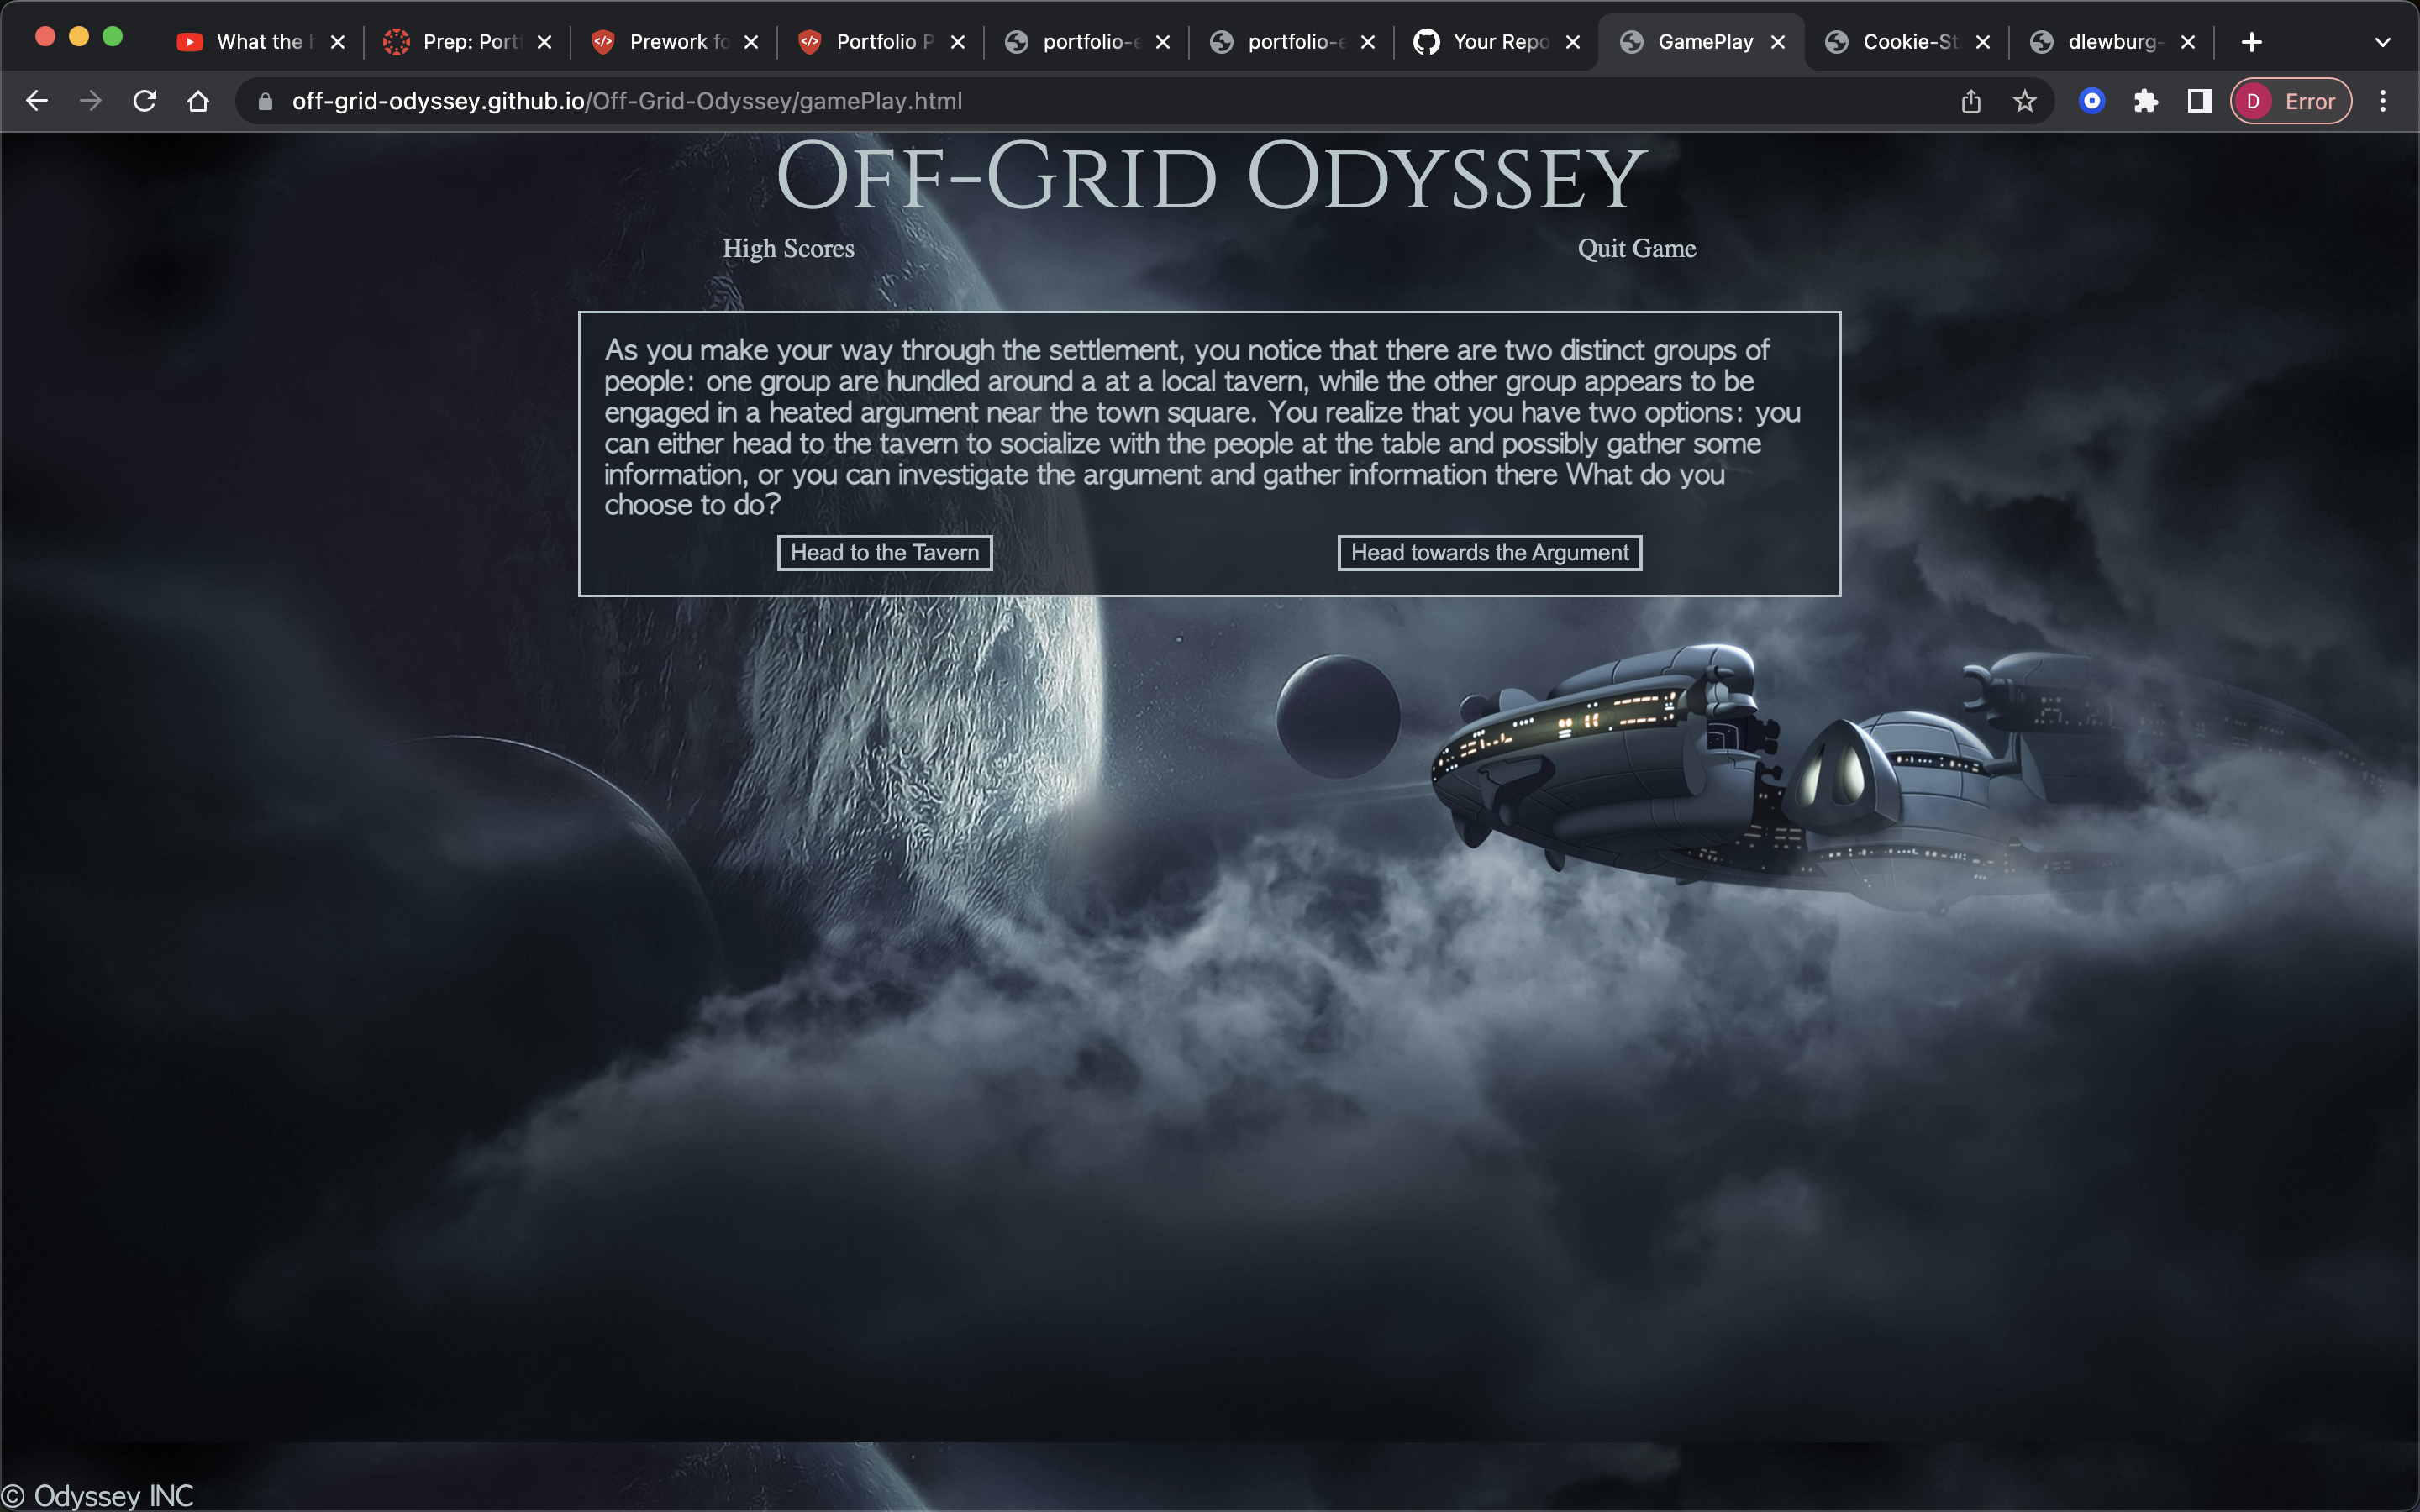 What the
Prep: Port
Prework fo
Portfolio P
portfolio-e
portfolio-e
Your Repo
GamePlay
Cookie-St
dlewburg-
off-grid-odyssey.github.io/Off-Grid-Odyssey/gamePlay.html
D Error
Off-Grid Odyssey
High Scores Quit Game
As you make your way through the settlement, you notice that there are two distinct groups of
people: one group are hundled around a at a local tavern, while the other group appears to be
engaged in a heated argument near the town square. You realize that you have two options: you
can either head to the tavern to socialize with the people at the table and possibly gather some
information, or you can investigate the argument and gather information there What do you
choose to do?
Head to the Tavern Head towards the Argument
© Odyssey INC